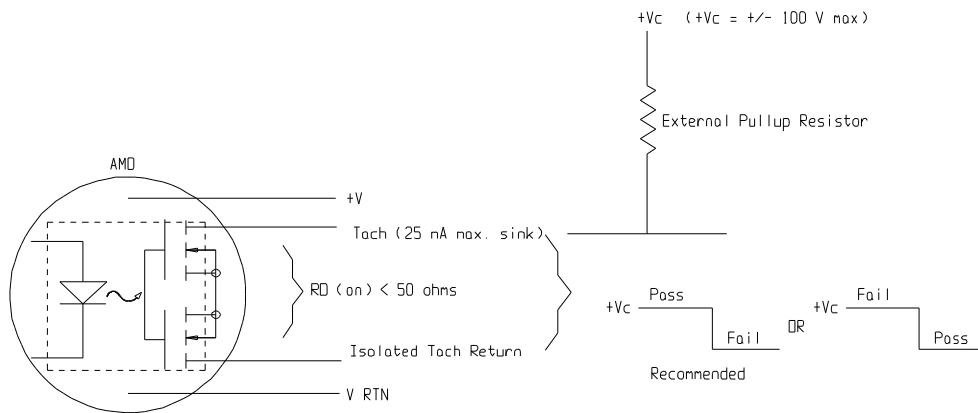 +Vc (+Vc = +/- 100 V max)
External Pullup Resistor
AMD
+V
Tach (25 mA max. sink)
RD (on) < 50 ohms
Isolated Tach Return
V RTN
+Vc
Pass
Fail
Recommended
OR
+Vc
Fail
Pass